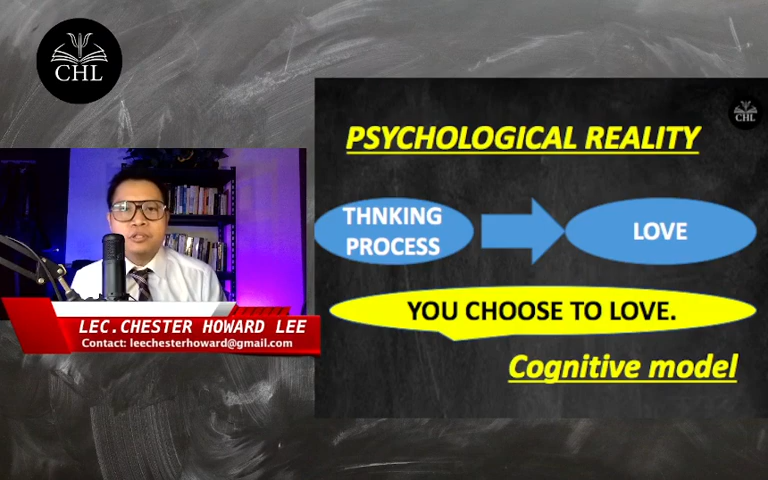 CHL
LEC.CHESTER HOWARD LEE
Contact: leechesterhoward@gmail.com
CHL
PSYCHOLOGICAL REALITY
THNKING
PROCESS
LOVE
YOU CHOOSE TO LOVE.
Cognitive model